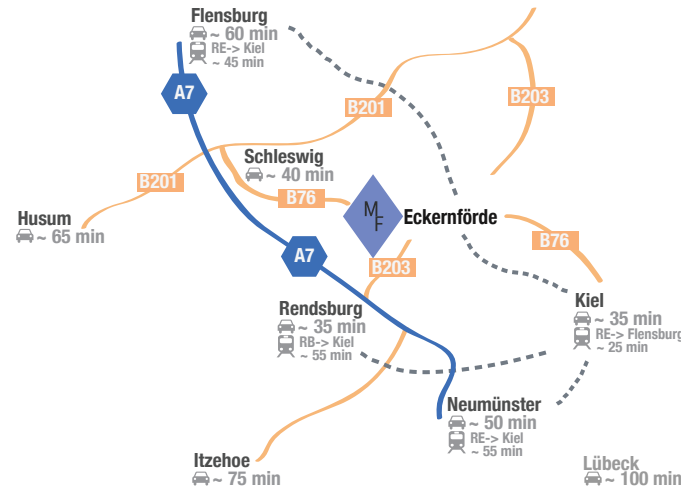 Flensburg
~ 60 min
RE-> Kiel
~ 45 min
A7
B203
B201
Schleswig
~ 40 min
B201
B76
M
F
Eckernförde
Husum
~ 65 min
B76
A7
B203
Rendsburg
~ 35 min
RB-> Kiel
~ 55 min
Kiel
~ 35 min
RE-> Flensburg
~ 25 min
Neumünster
~ 50 min
RE-> Kiel
~ 55 min
Itzehoe
~ 75 min
Lübeck
~ 100 min